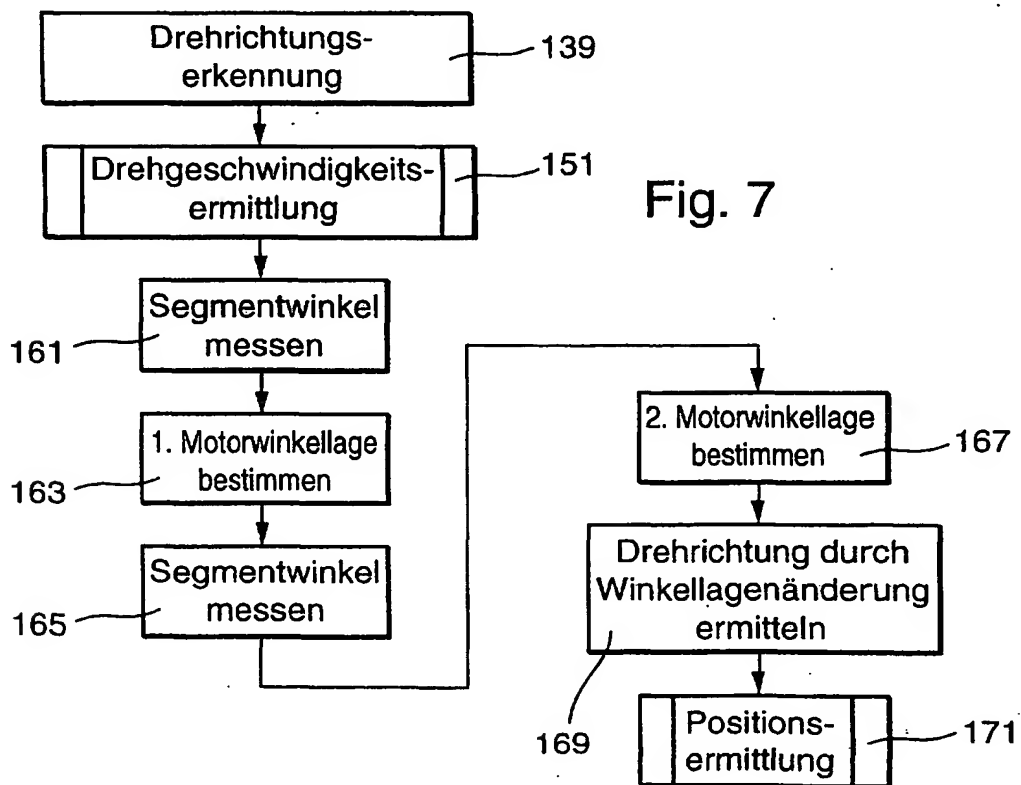 Drehrichtungs-
erkennung
139
Drehgeschwindigkeits-
ermittlung
151
Fig. 7
Segmentwinkel
messen
161
1. Motorwinkellage
bestimmen
163
Segmentwinkel
messen
165
2. Motorwinkellage
bestimmen
167
Drehrichtung durch
Winkellagenänderung
ermitteln
169
Positions-
ermittlung
171